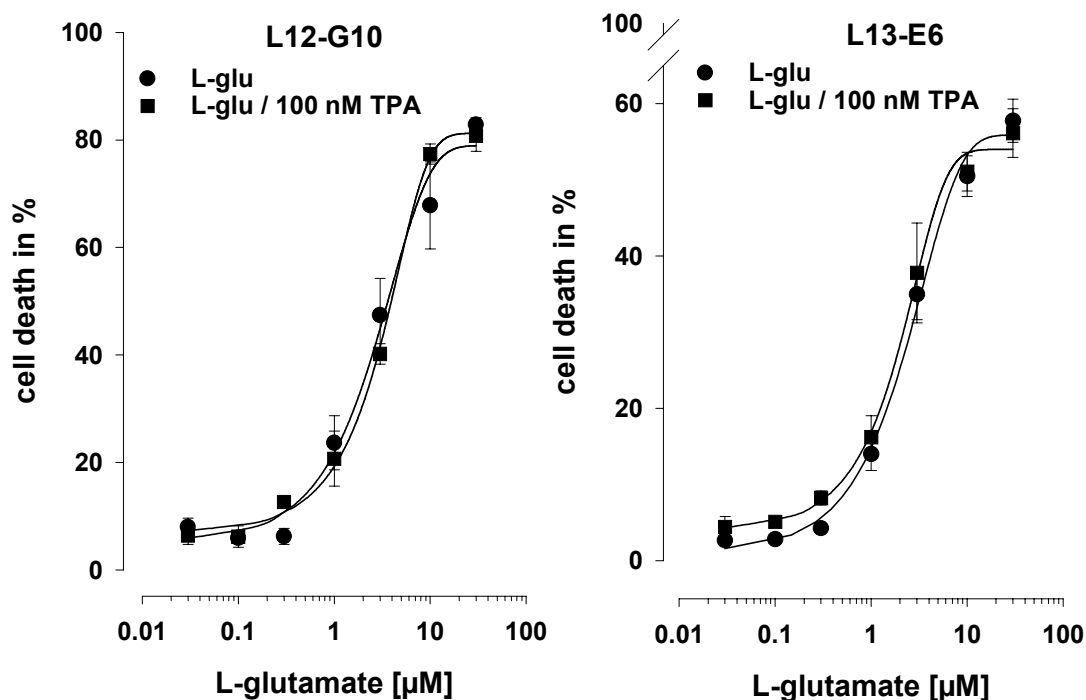 L12-G10
L-glu
L-glu / 100 nM TPA
cell death in %
100
80
60
40
20
0
0.01 0.1 1 10 100
L-glutamate [µM]
L13-E6
L-glu
L-glu / 100 nM TPA
cell death in %
100
60
40
20
0
0.01 0.1 1 10 100
L-glutamate [µM]